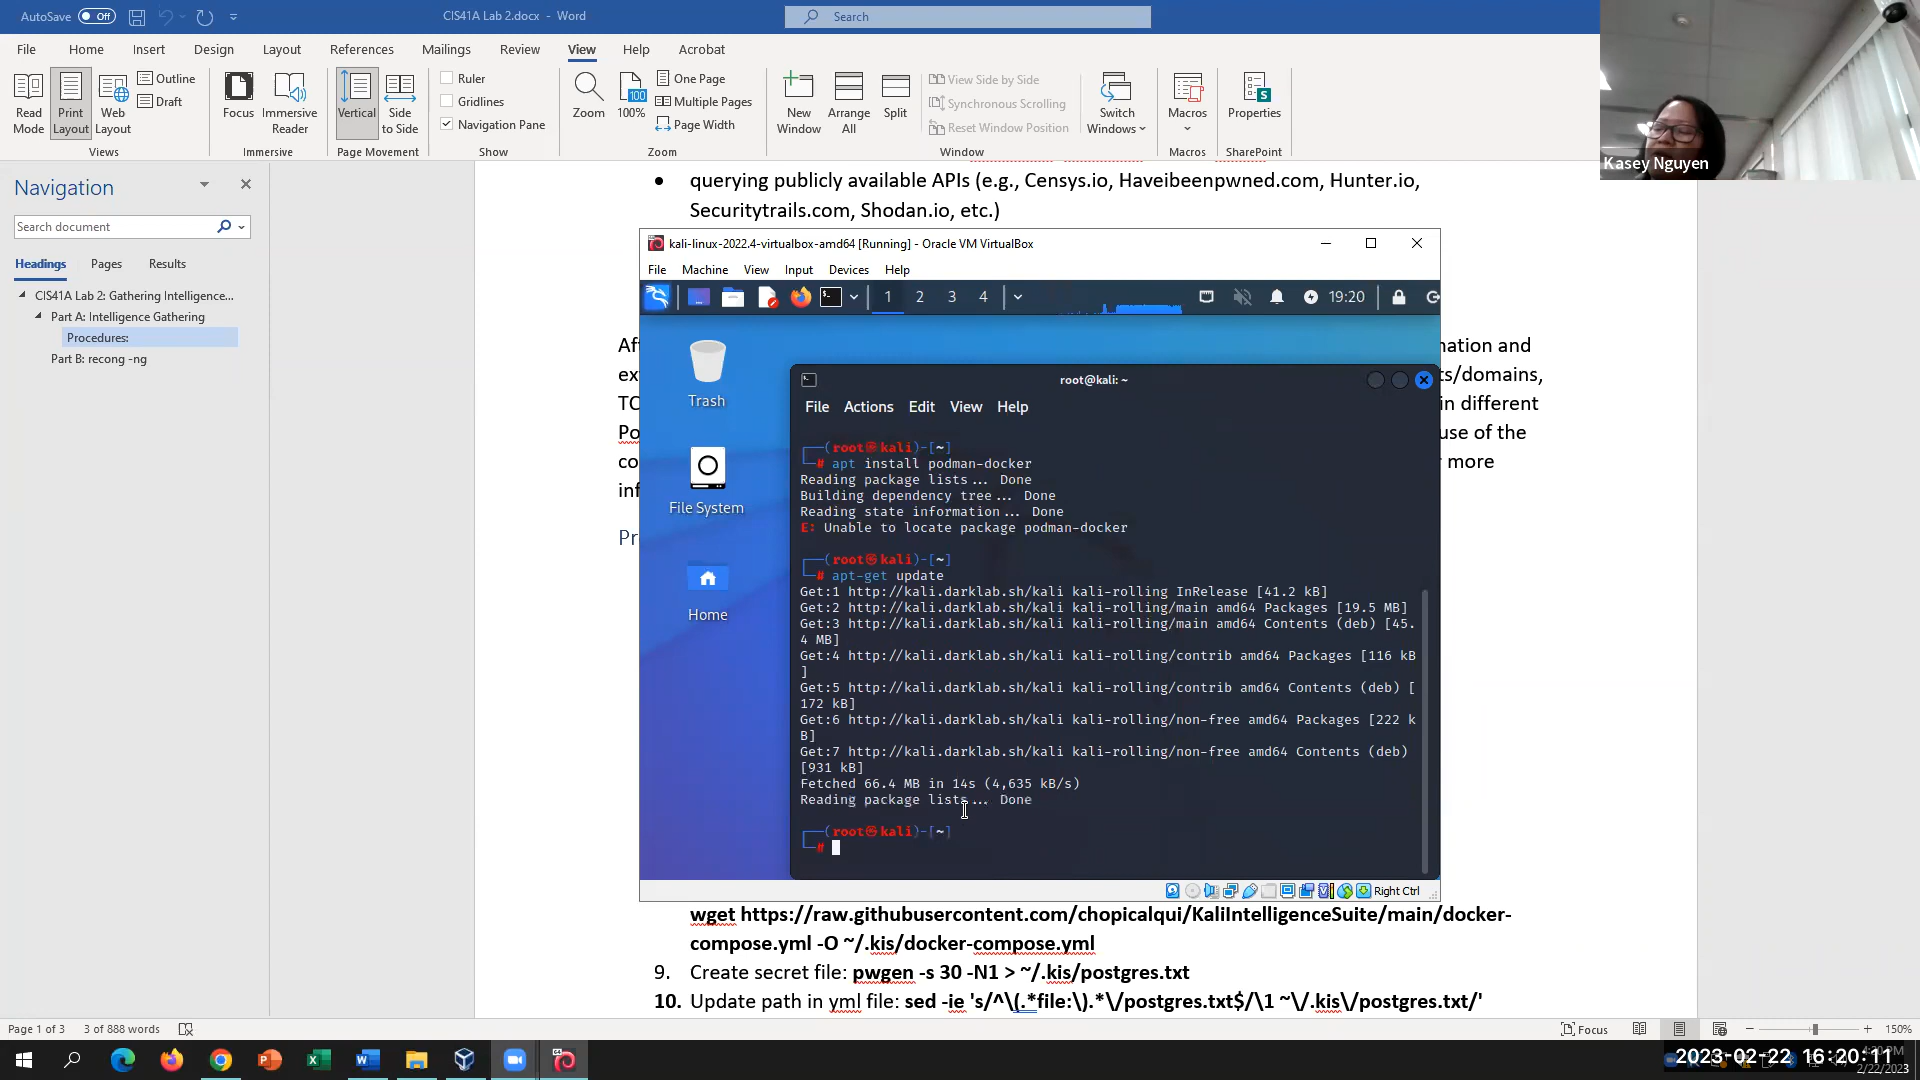 AutoSave Off
CIS41A Lab 2.docx - Word
Search
File Home Insert Design Layout References Mailings Review View Help Acrobat
Read Mode
Print Layout
Web Layout
Outline
Draft
Views
Focus
Immersive Reader
Immersive
Vertical
Side to Side
Page Movement
Ruler
Gridlines
Navigation Pane
Show
Zoom
100
100%
One Page
Multiple Pages
Page Width
Zoom
New Window
Arrange All
Split
View Side by Side
Synchronous Scrolling
Reset Window Position
Window
Switch Windows
Macros
Macros
Properties
SharePoint
Kasey Nguyen
Navigation
Search document
Headings Pages Results
CIS41A Lab 2: Gathering Intelligence...
Part A: Intelligence Gathering
Procedures:
Part B: recong -ng
querying publicly available APIs (e.g., Censys.io, Haveibeenpwned.com, Hunter.io,
Securitytrails.com, Shodan.io, etc.)
kali-linux-2022.4-virtualbox-amd64 [Running] - Oracle VM VirtualBox
File Machine View Input Devices Help
1 2 3 4
19:20
Trash
File System
Home
root@kali: ~
File Actions Edit View Help
(root㉿kali)-[~]
# apt install podman-docker
Reading package lists... Done
Building dependency tree... Done
Reading state information... Done
E: Unable to locate package podman-docker
(root㉿kali)-[~]
# apt-get update
Get:1 http://kali.darklab.sh/kali kali-rolling InRelease [41.2 kB]
Get:2 http://kali.darklab.sh/kali kali-rolling/main amd64 Packages [19.5 MB]
Get:3 http://kali.darklab.sh/kali kali-rolling/main amd64 Contents (deb) [45.
4 MB]
Get:4 http://kali.darklab.sh/kali kali-rolling/contrib amd64 Packages [116 kB
]
Get:5 http://kali.darklab.sh/kali kali-rolling/contrib amd64 Contents (deb) [
172 kB]
Get:6 http://kali.darklab.sh/kali kali-rolling/non-free amd64 Packages [222 k
B]
Get:7 http://kali.darklab.sh/kali kali-rolling/non-free amd64 Contents (deb)
[931 kB]
Fetched 66.4 MB in 14s (4,635 kB/s)
Reading package lists... Done
(root㉿kali)-[~]
#
Right Ctrl
Aft
ex
TC
Po
co
inf
Pr
nation and
ts/domains,
in different
use of the
more
wget https://raw.githubusercontent.com/chopicalqui/KaliIntelligenceSuite/main/docker-
compose.yml -O ~/.kis/docker-compose.yml
9. Create secret file: pwgen -s 30 -N1 > ~/.kis/postgres.txt
10. Update path in yml file: sed -ie 's/^\(.*file:\).*\/postgres.txt$/\1 ~\/.kis\/postgres.txt/'
Page 1 of 3 3 of 888 words
Focus
150%
2023-02-22 16:20:11
2/22/2023